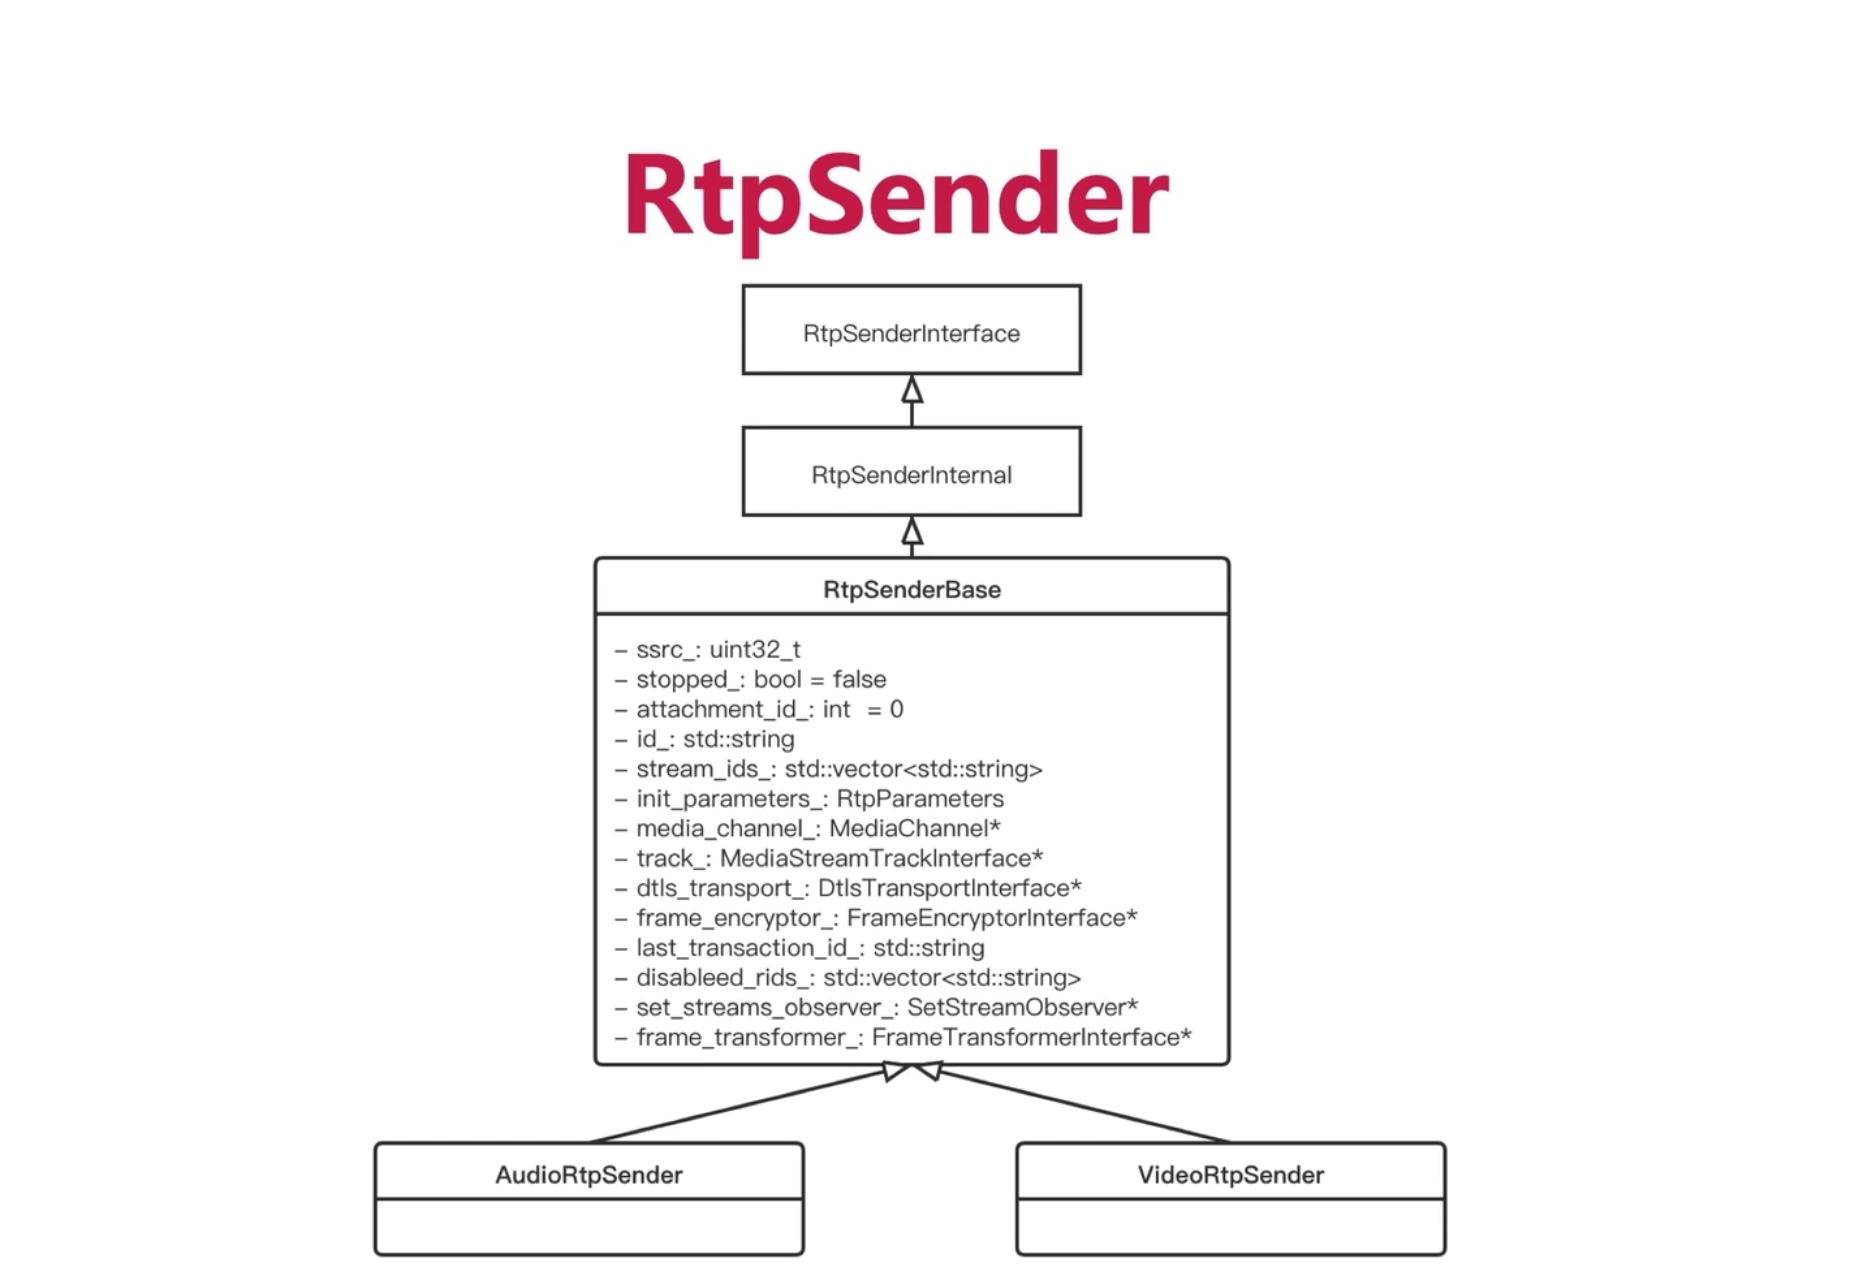 RtpSender
RtpSenderInterface
RtpSenderInternal
RtpSenderBase
– ssrc_: uint32_t
– stopped_: bool = false
– attachment_id_: int  = 0
– id_: std::string
– stream_ids_: std::vector<std::string>
– init_parameters_: RtpParameters
– media_channel_: MediaChannel*
– track_: MediaStreamTrackInterface*
– dtls_transport_: DtlsTransportInterface*
– frame_encryptor_: FrameEncryptorInterface*
– last_transaction_id_: std::string
– disableed_rids_: std::vector<std::string>
– set_streams_observer_: SetStreamObserver*
– frame_transformer_: FrameTransformerInterface*
AudioRtpSender
VideoRtpSender